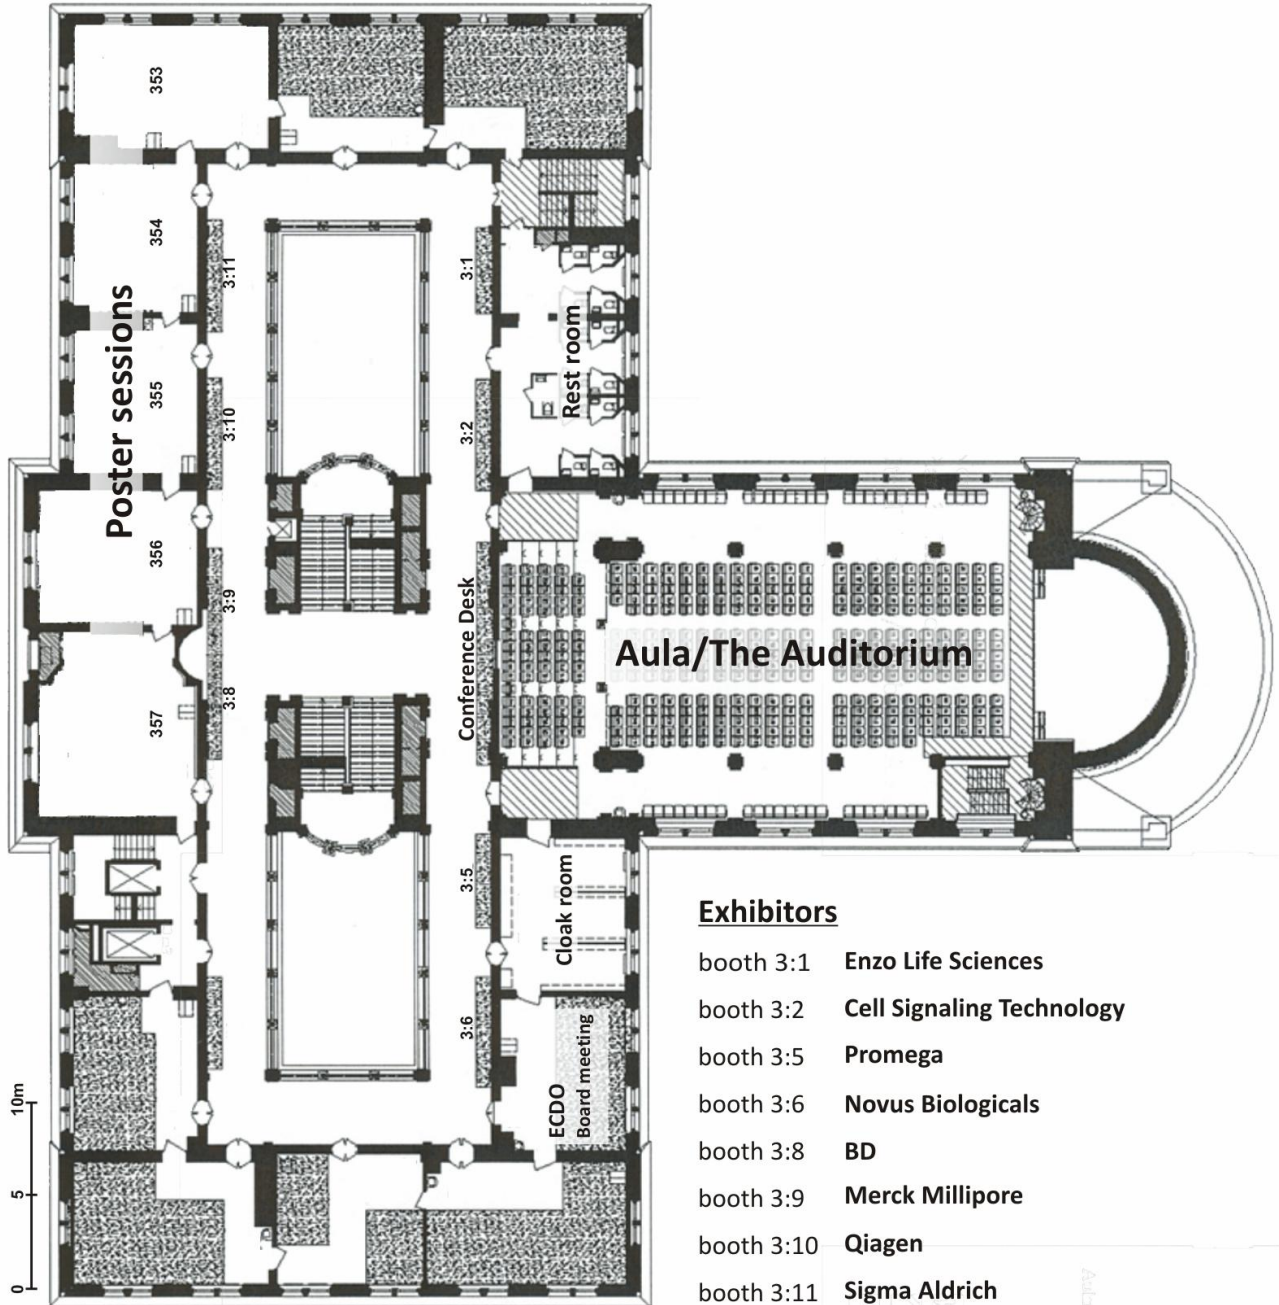 353
354
3:11
3:1
Poster sessions
Rest room
355
3:10
3:2
356
3:9
Conference Desk
Aula/The Auditorium
3:8
357
3:5
Cloak room
3:6
ECDO
Board meeting
10m
5
0
Exhibitors
booth 3:1 Enzo Life Sciences
booth 3:2 Cell Signaling Technology
booth 3:5 Promega
booth 3:6 Novus Biologicals
booth 3:8 BD
booth 3:9 Merck Millipore
booth 3:10 Qiagen
booth 3:11 Sigma Aldrich